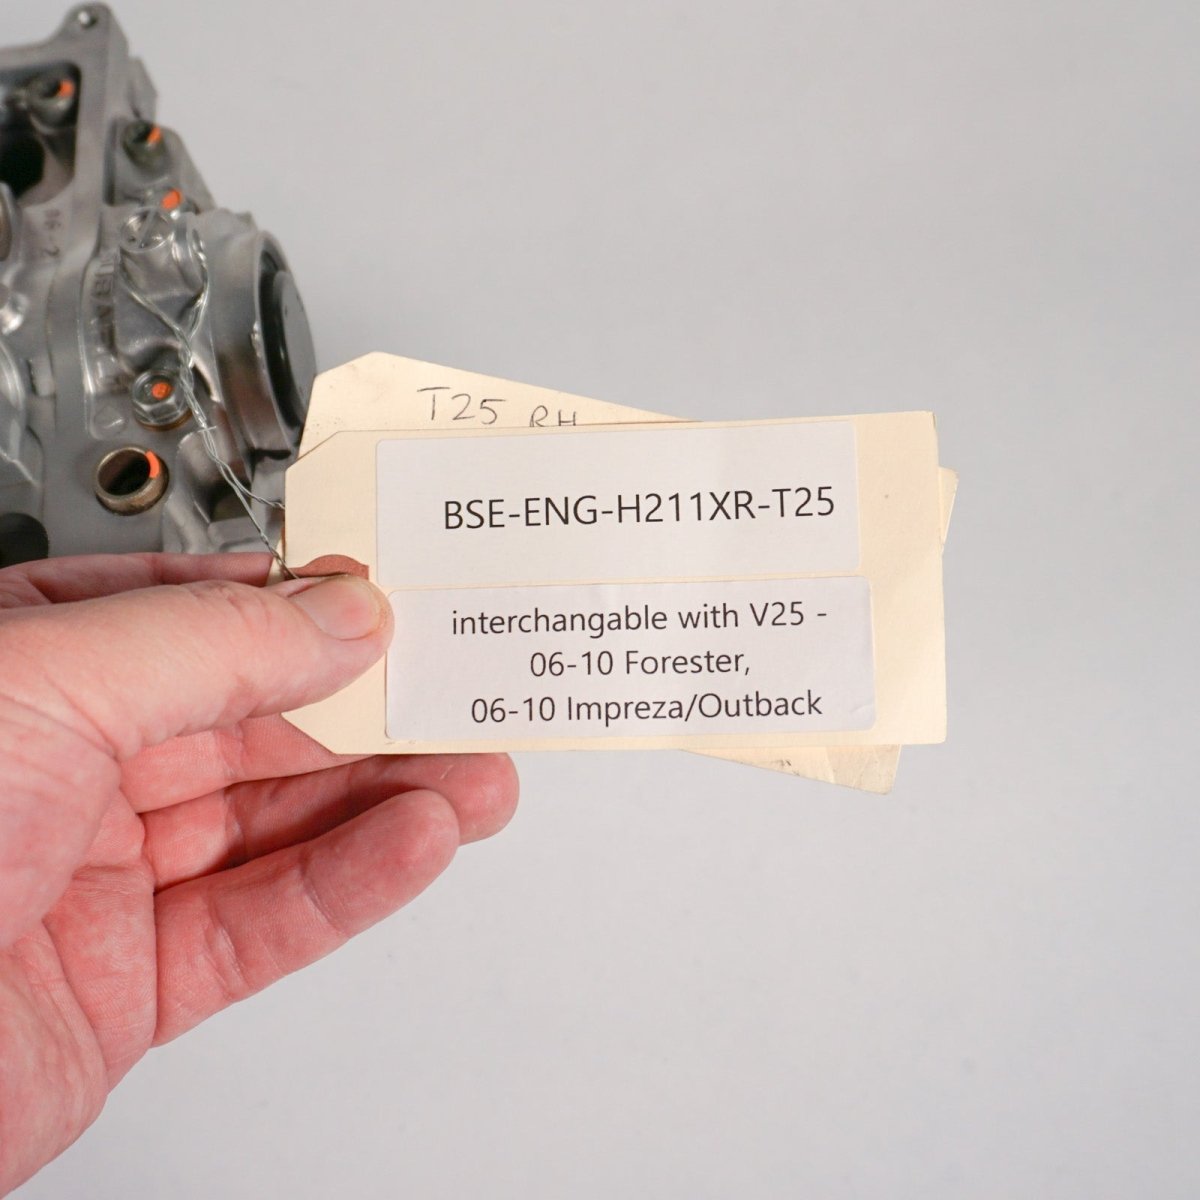 T25 RH
BSE-ENG-H211XR-T25
interchangable with V25 -
06-10 Forester,
06-10 Impreza/Outback